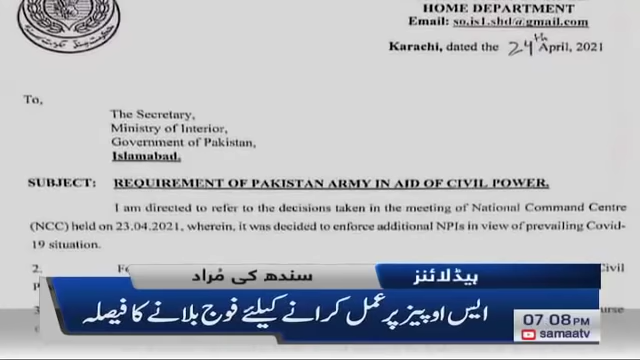 HOME DEPARTMENT
Email: so.is1.shd@gmail.com
Karachi, dated the 24th April, 2021
To,
The Secretary,
Ministry of Interior,
Government of Pakistan,
Islamabad.
SUBJECT: REQUIREMENT OF PAKISTAN ARMY IN AID OF CIVIL POWER.
I am directed to refer to the decisions taken in the meeting of National Command Centre
(NCC) held on 23.04.2021, wherein, it was decided to enforce additional NPIs in view of prevailing Covid-
19 situation.
2. Civil
سندھ کی مُراد
ہیڈلائنز
ایس اوپیز پر عمل کرانے کیلئے فوج بلانے کا فیصلہ
07:08 PM
samaatv